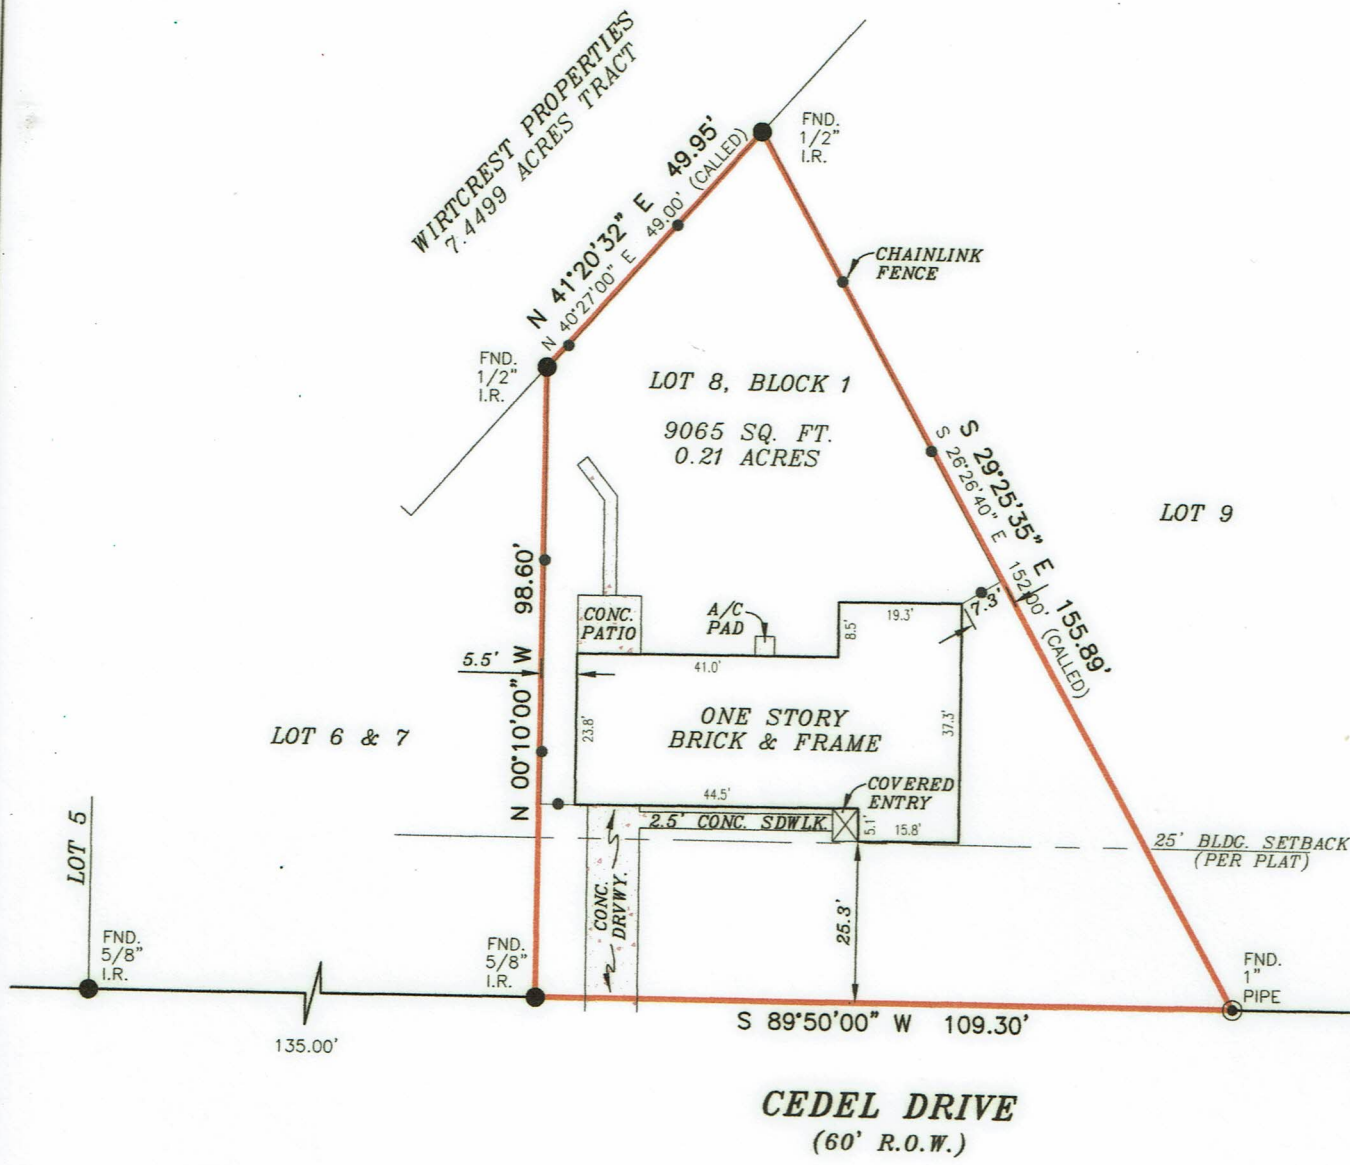 WIRTCREST PROPERTIES
7.4499 ACRES TRACT
FND.
1/2"
I.R.
N 41°20'32" E 49.95'
N 40°27'00" E 49.00' (CALLED)
CHAINLINK
FENCE
FND.
1/2"
I.R.
LOT 8, BLOCK 1
9065 SQ. FT.
0.21 ACRES
S 29°25'35" E 155.89'
S 26°26'40" E 152.00' (CALLED)
LOT 9
N 00°10'00" W 98.60'
CONC.
PATIO
A/C
PAD
19.3'
8.5'
7.3'
5.5'
41.0'
LOT 6 & 7
23.8'
ONE STORY
BRICK & FRAME
37.3'
COVERED
ENTRY
44.5'
2.5' CONC. SDWLK.
5.1'
15.8'
25' BLDG. SETBACK
(PER PLAT)
LOT 5
CONC.
DRVWY.
25.3'
FND.
5/8"
I.R.
FND.
5/8"
I.R.
FND.
1"
PIPE
S 89°50'00" W 109.30'
135.00'
CEDEL DRIVE
(60' R.O.W.)